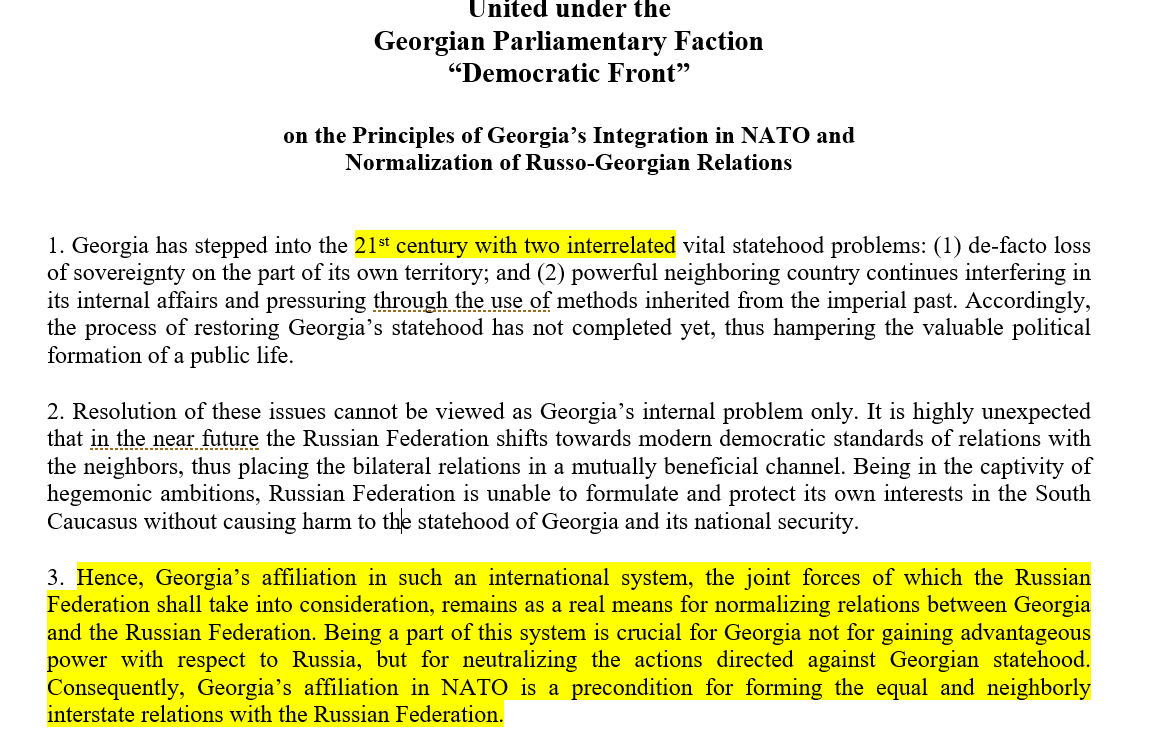 United under the
Georgian Parliamentary Faction
“Democratic Front”
on the Principles of Georgia’s Integration in NATO and
Normalization of Russo-Georgian Relations
1. Georgia has stepped into the 21st century with two interrelated vital statehood problems: (1) de-facto loss
of sovereignty on the part of its own territory; and (2) powerful neighboring country continues interfering in
its internal affairs and pressuring through the use of methods inherited from the imperial past. Accordingly,
the process of restoring Georgia’s statehood has not completed yet, thus hampering the valuable political
formation of a public life.
2. Resolution of these issues cannot be viewed as Georgia’s internal problem only. It is highly unexpected
that in the near future the Russian Federation shifts towards modern democratic standards of relations with
the neighbors, thus placing the bilateral relations in a mutually beneficial channel. Being in the captivity of
hegemonic ambitions, Russian Federation is unable to formulate and protect its own interests in the South
Caucasus without causing harm to the statehood of Georgia and its national security.
3. Hence, Georgia’s affiliation in such an international system, the joint forces of which the Russian
Federation shall take into consideration, remains as a real means for normalizing relations between Georgia
and the Russian Federation. Being a part of this system is crucial for Georgia not for gaining advantageous
power with respect to Russia, but for neutralizing the actions directed against Georgian statehood.
Consequently, Georgia’s affiliation in NATO is a precondition for forming the equal and neighborly
interstate relations with the Russian Federation.